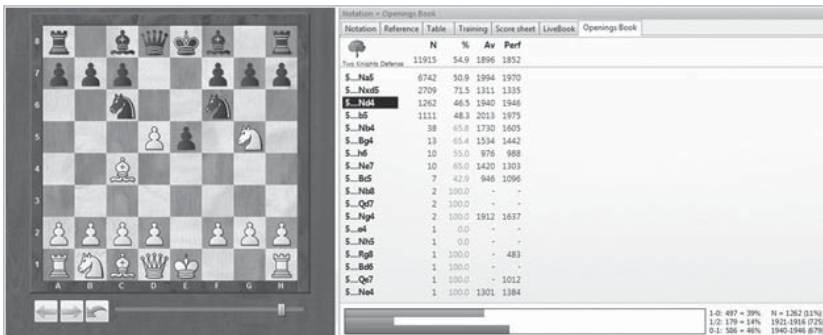 Notation + Openings Book
Notation Reference Table Training Score sheet LiveBook Openings Book
N % Av Perf
Two Knights Defense 11915 54.9 1896 1852
5...Na5 6742 50.9 1994 1970
5...Nxd5 2709 71.5 1311 1335
5...Nd4 1262 46.5 1940 1946
5...b5 1111 48.3 2013 1975
5...Nb4 38 65.8 1730 1605
5...Bg4 13 65.4 1534 1442
5...h6 10 55.0 976 988
5...Ne7 10 65.0 1420 1303
5...Bc5 7 42.9 946 1096
5...Nb8 2 100.0 - -
5...Qd7 2 100.0 - -
5...Ng4 2 100.0 1912 1637
5...e4 1 0.0 - -
5...Nh5 1 0.0 - -
5...Rg8 1 100.0 - 483
5...Bd6 1 100.0 - -
5...Qe7 1 100.0 - 1012
5...Ne4 1 100.0 1301 1384
8
7
6
5
4
3
2
1
A B C D E F G H
1-0: 497 = 39% N = 1262 (11%)
1/2: 179 = 14% 1921-1916 (725)
0-1: 506 = 46% 1940-1946 (679)